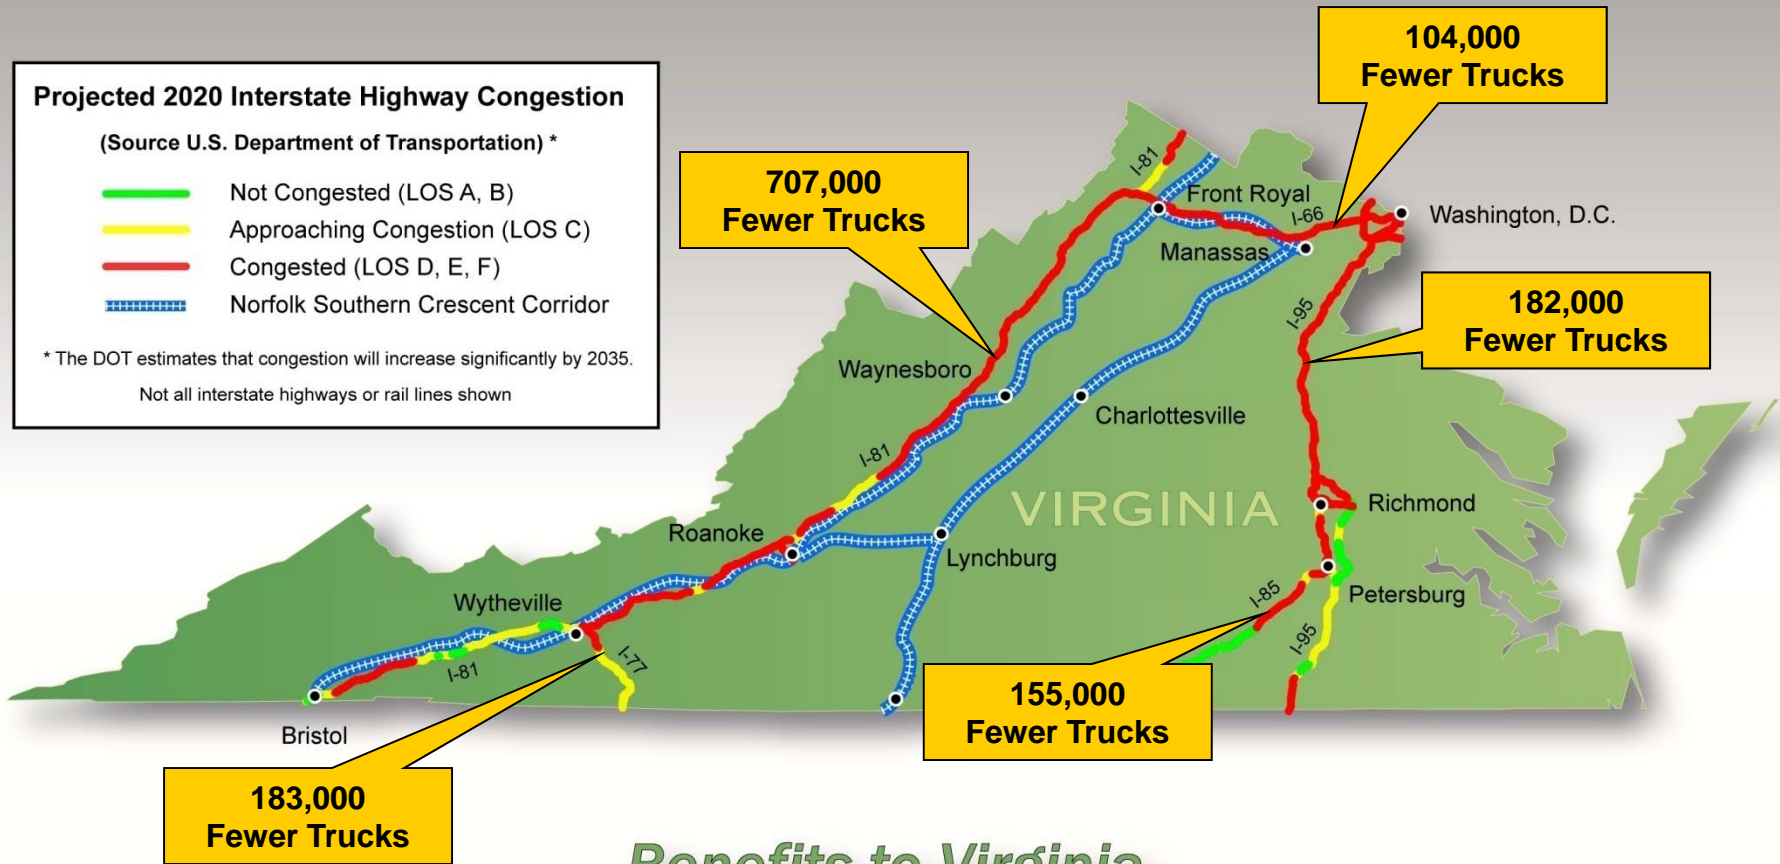 Projected 2020 Interstate Highway Congestion
(Source U.S. Department of Transportation) *
Not Congested (LOS A, B)
Approaching Congestion (LOS C)
Congested (LOS D, E, F)
Norfolk Southern Crescent Corridor
* The DOT estimates that congestion will increase significantly by 2035.
Not all interstate highways or rail lines shown
104,000
Fewer Trucks
707,000
Fewer Trucks
I-81
Front Royal
I-66
Washington, D.C.
Manassas
182,000
Fewer Trucks
I-95
Waynesboro
Charlottesville
I-81
VIRGINIA
Richmond
Roanoke
Lynchburg
Petersburg
I-85
Wytheville
I-95
I-77
I-81
155,000
Fewer Trucks
Bristol
183,000
Fewer Trucks
Benefits to Virginia